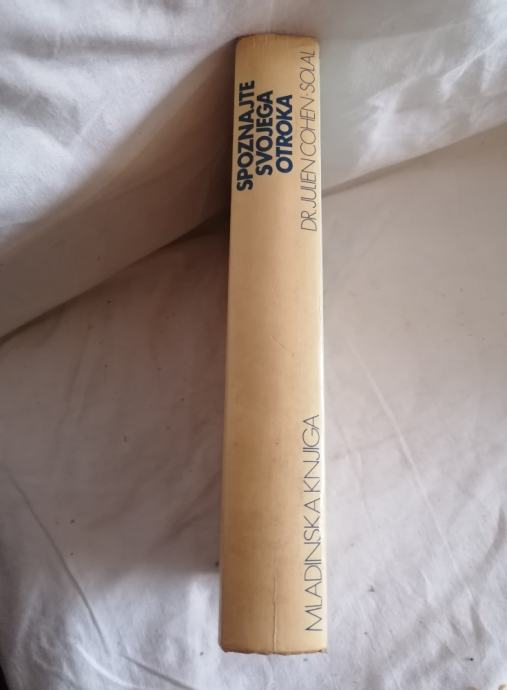 SPOZNAJTE
SVOJEGA
OTROKA
DR. JULIEN COHEN-SOLAL
MLADINSKA KNJIGA